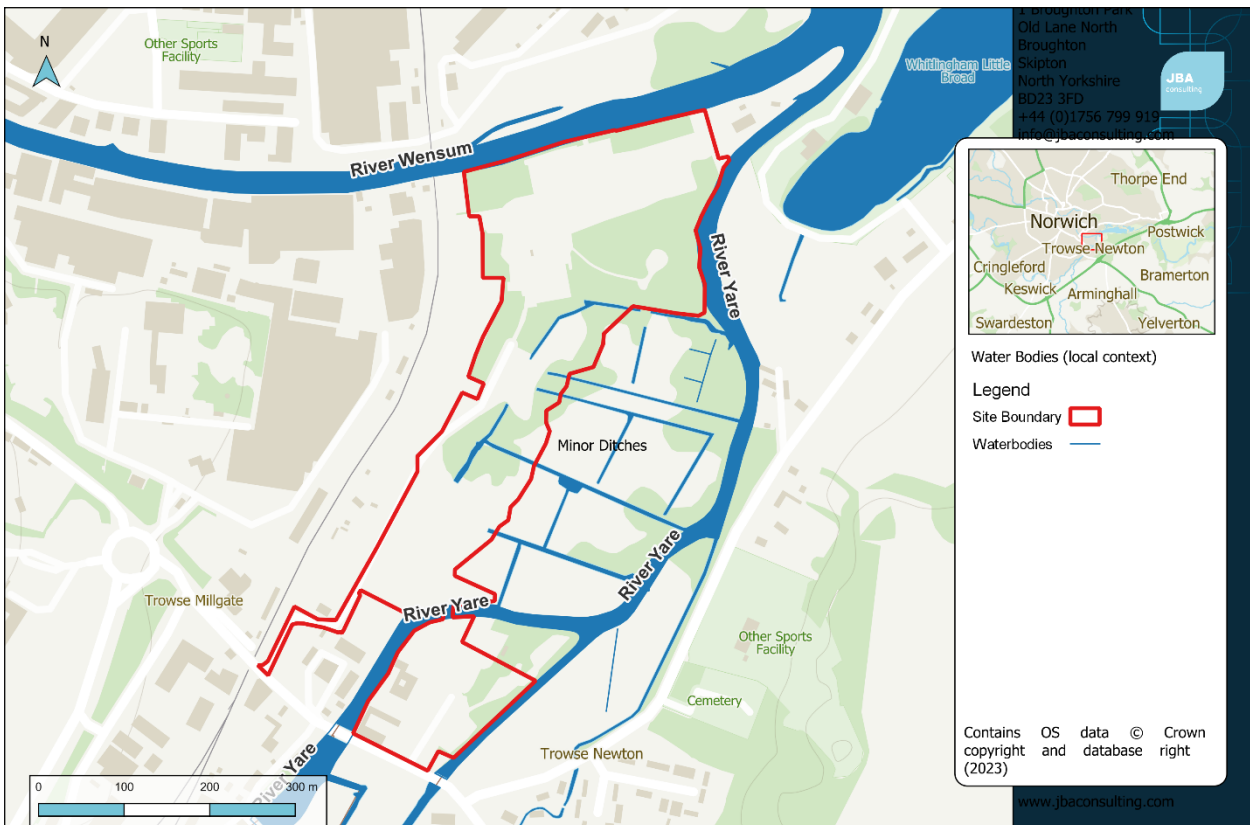 N
Other Sports
Facility
River Wensum
Whitlingham Little
Broad
River Yare
Minor Ditches
River Yare
River Yare
Trowse Millgate
Other Sports
Facility
Cemetery
Trowse Newton
River Yare
0 100 200 300 m
1 Broughton Park
Old Lane North
Broughton
Skipton
North Yorkshire
BD23 3FD
+44 (0)1756 799 919
info@jbaconsulting.com
JBA
consulting
Thorpe End
Norwich
Postwick
Trowse-Newton
Cringleford
Bramerton
Keswick
Arminghall
Swardeston
Yelverton
Water Bodies (local context)
Legend
Site Boundary
Waterbodies
Contains OS data © Crown
copyright and database right
(2023)
www.jbaconsulting.com